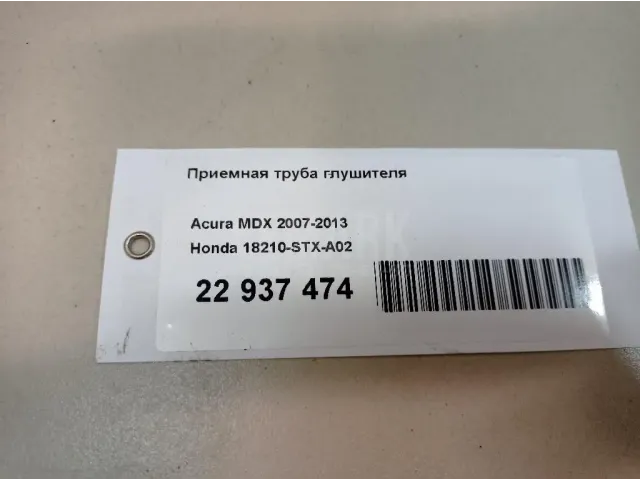 Приемная труба глушителя
Acura MDX 2007-2013
Honda 18210-STX-A02
22 937 474